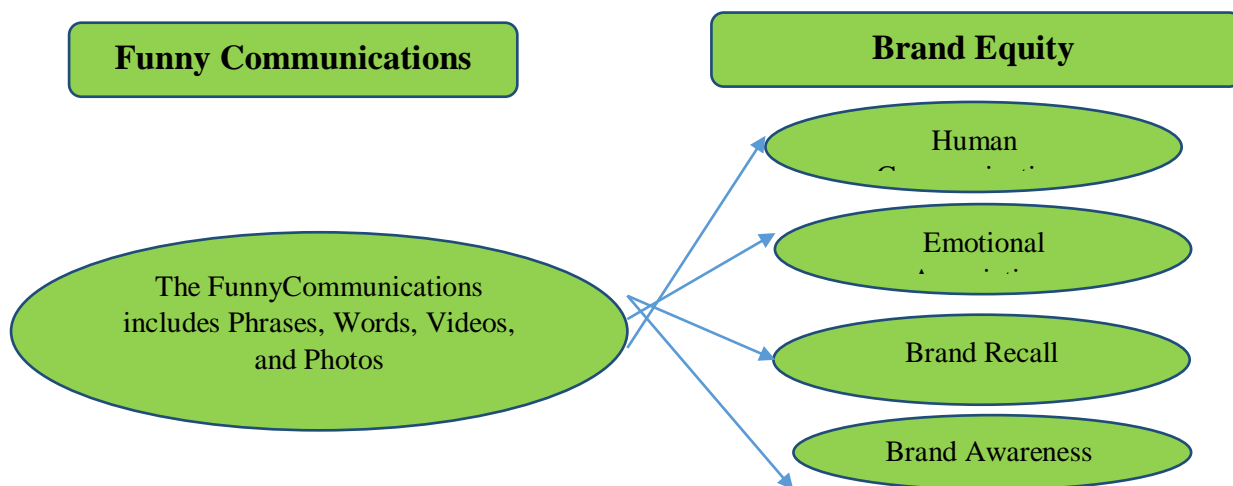 Funny Communications
Brand Equity
The FunnyCommunications
includes Phrases, Words, Videos,
and Photos
Human
Emotional
Brand Recall
Brand Awareness